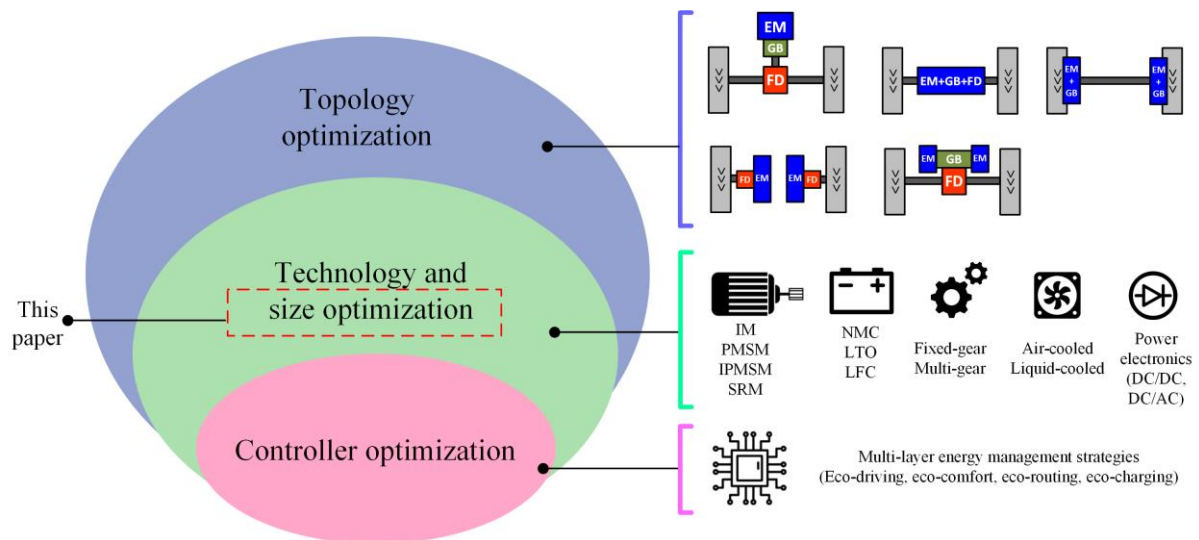 Topology
optimization
Technology and
size optimization
Controller optimization
This
paper
EM
GB
FD
EM+GB+FD
EM
+
GB
EM
+
GB
FD
EM
EM
FD
EM
GB
EM
FD
IM
PMSM
IPMSM
SRM
NMC
LTO
LFC
Fixed-gear
Multi-gear
Air-cooled
Liquid-cooled
Power
electronics
(DC/DC,
DC/AC)
Multi-layer energy management strategies
(Eco-driving, eco-comfort, eco-routing, eco-charging)